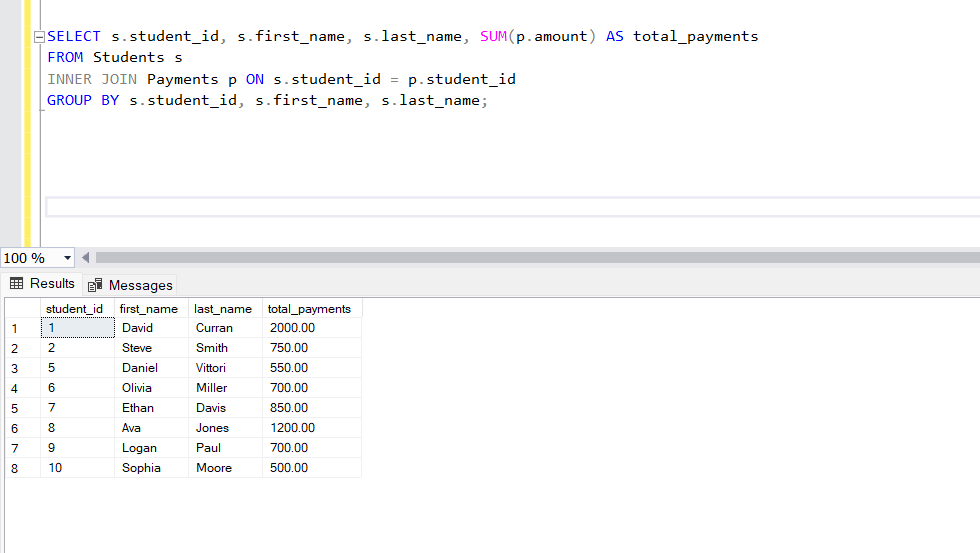 SELECT s.student_id, s.first_name, s.last_name, SUM(p.amount) AS total_payments
FROM Students s
INNER JOIN Payments p ON s.student_id = p.student_id
GROUP BY s.student_id, s.first_name, s.last_name;
100 %
Results Messages
student_id first_name last_name total_payments
1 1 David Curran 2000.00
2 2 Steve Smith 750.00
3 5 Daniel Vittori 550.00
4 6 Olivia Miller 700.00
5 7 Ethan Davis 850.00
6 8 Ava Jones 1200.00
7 9 Logan Paul 700.00
8 10 Sophia Moore 500.00